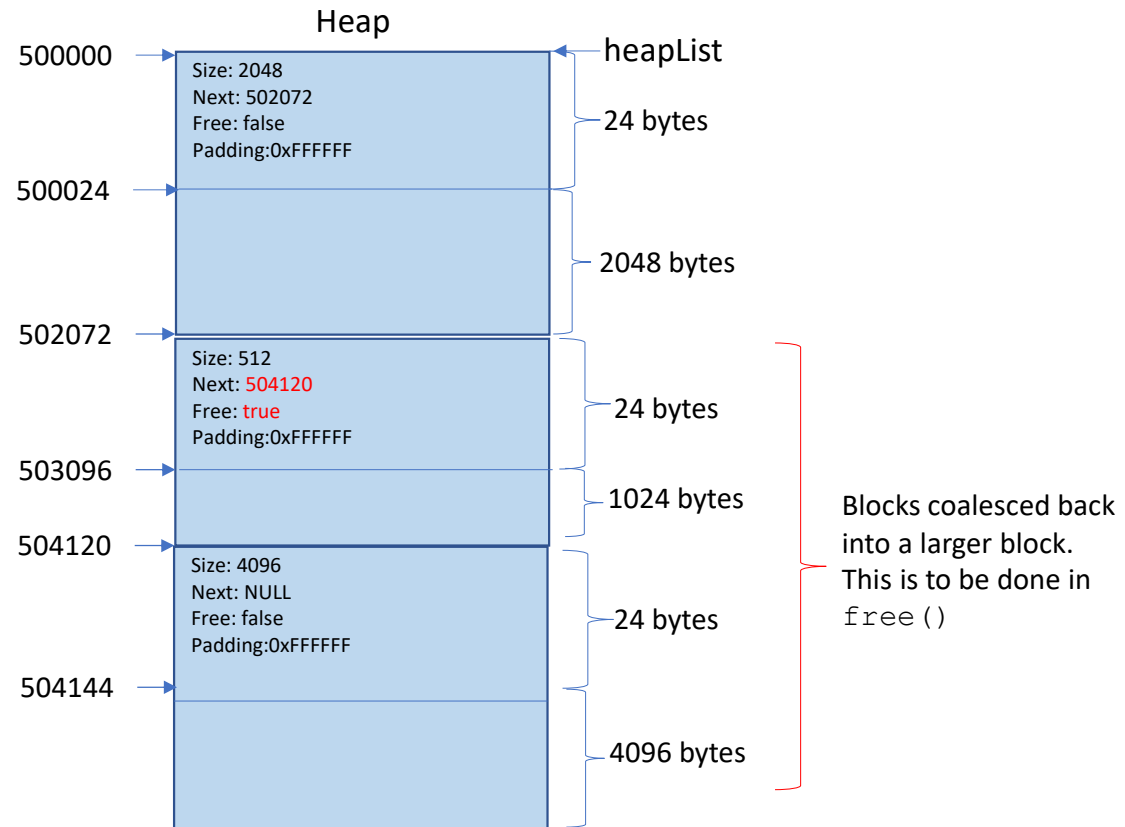 Heap
500000
heapList
Size: 2048
Next: 502072
Free: false
Padding:0xFFFFFF
24 bytes
500024
2048 bytes
502072
Size: 512
Next: 504120
Free: true
Padding:0xFFFFFF
24 bytes
503096
1024 bytes
504120
Size: 4096
Next: NULL
Free: false
Padding:0xFFFFFF
24 bytes
504144
4096 bytes
Blocks coalesced back
into a larger block.
This is to be done in
free()